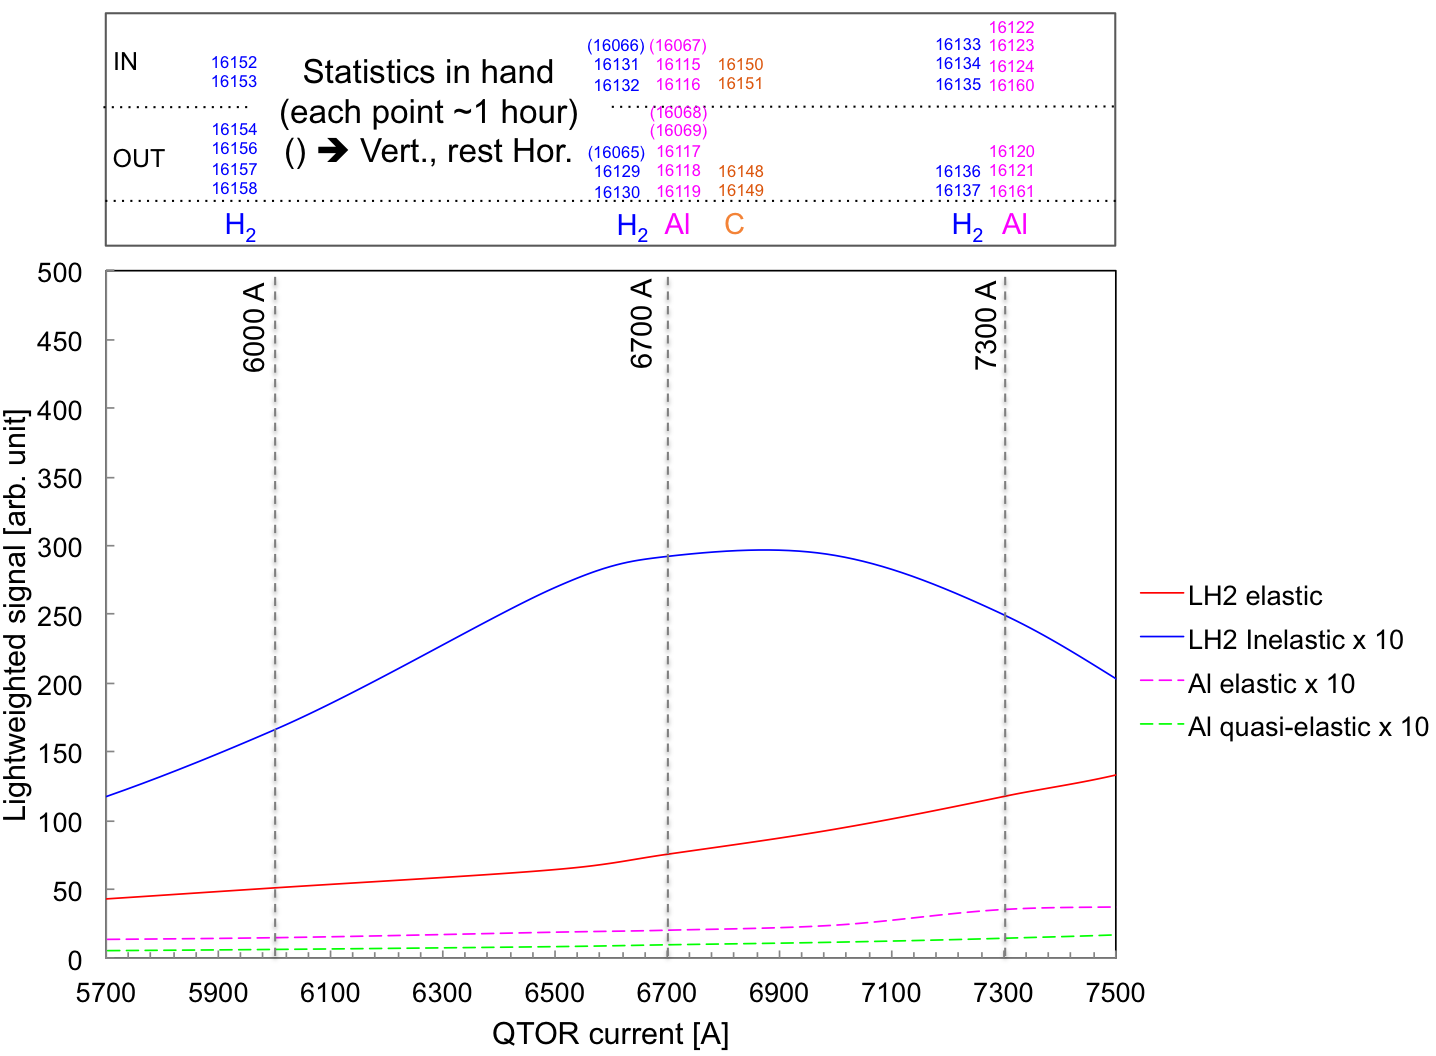 16122
(16066) (16067) 16133 16123
IN 16152 Statistics in hand 16131 16115 16150 16134 16124
16153 16132 16116 16151 16135 16160
(each point ~1 hour) (16068)
16154 (16069)
OUT 16156 () ➔ Vert., rest Hor. (16065) 16117 16120
16157 16129 16118 16148 16136 16121
16158 16130 16119 16149 16137 16161
H2 H2 Al C H2 Al
500
450
400
350
300
250
200
150
100
50
0
6000 A
6700 A
7300 A
Lightweighted signal [arb. unit]
LH2 elastic
LH2 Inelastic x 10
Al elastic x 10
Al quasi-elastic x 10
5700 5900 6100 6300 6500 6700 6900 7100 7300 7500
QTOR current [A]